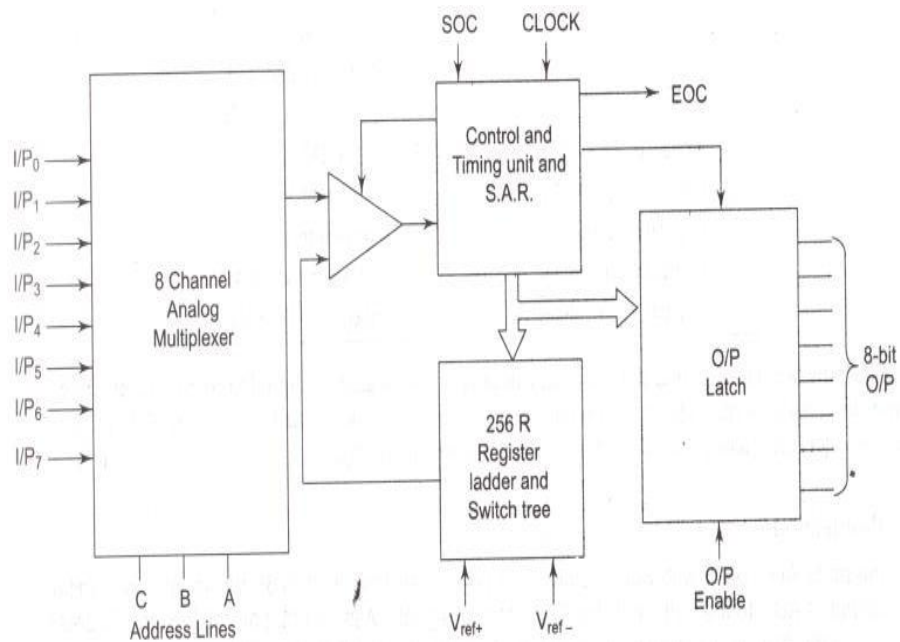 SOC CLOCK
EOC
Control and
Timing unit and
S.A.R.
I/P₀
I/P₁
I/P₂
I/P₃
I/P₄
I/P₅
I/P₆
I/P₇
8 Channel
Analog
Multiplexer
O/P
Latch
8-bit
O/P
256 R
Register
ladder and
Switch tree
C B A
Address Lines
Vref+ Vref–
O/P
Enable